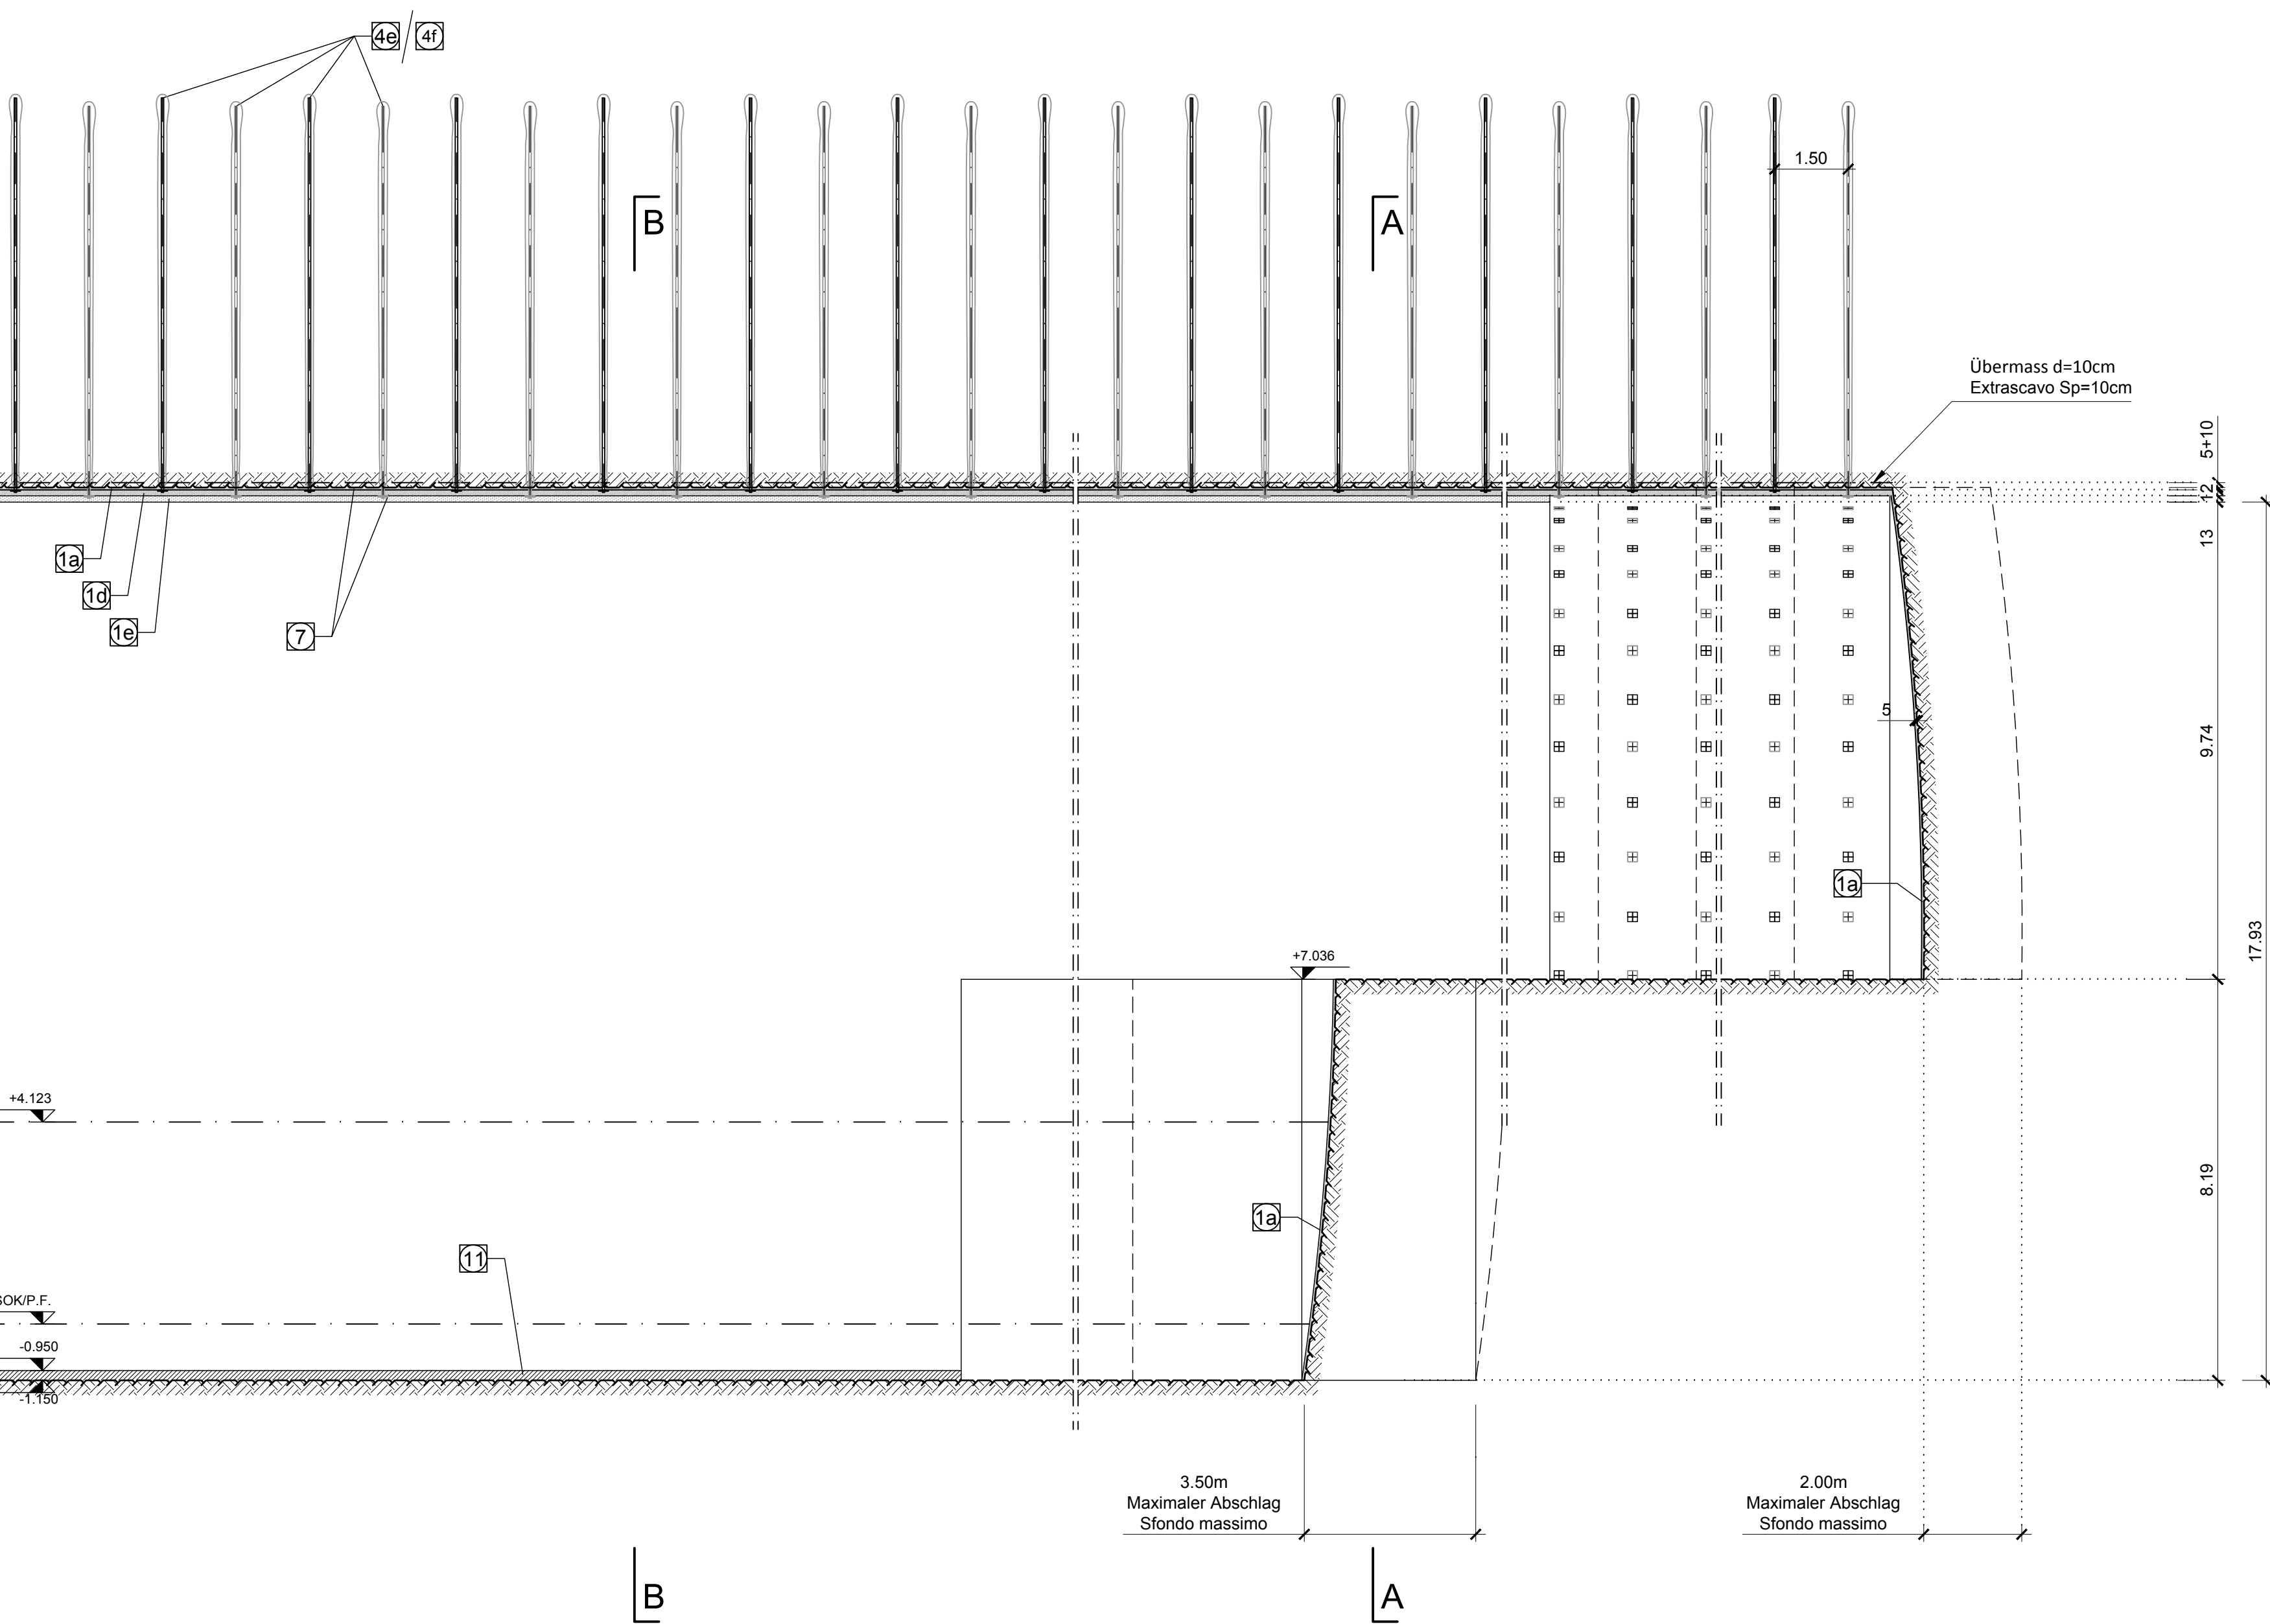 4e / 4f
1.50
B
A
Übermass d=10cm
Extrascavo Sp=10cm
5+10
12
13
1a
1d
1e
7
5
9.74
1a
17.93
+7.036
+4.123
8.19
1a
11
SOK/P.F.
-0.950
-1.150
3.50m
Maximaler Abschlag
Sfondo massimo
2.00m
Maximaler Abschlag
Sfondo massimo
B
A